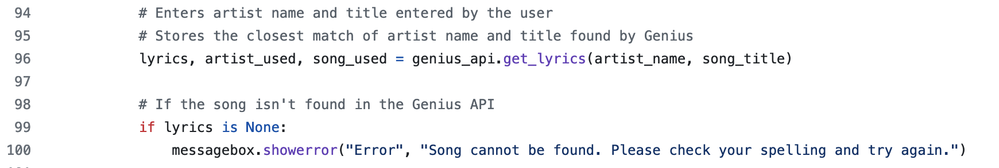 94 # Enters artist name and title entered by the user
95 # Stores the closest match of artist name and title found by Genius
96 lyrics, artist_used, song_used = genius_api.get_lyrics(artist_name, song_title)
97
98 # If the song isn't found in the Genius API
99 if lyrics is None:
100 messagebox.showerror("Error", "Song cannot be found. Please check your spelling and try again.")